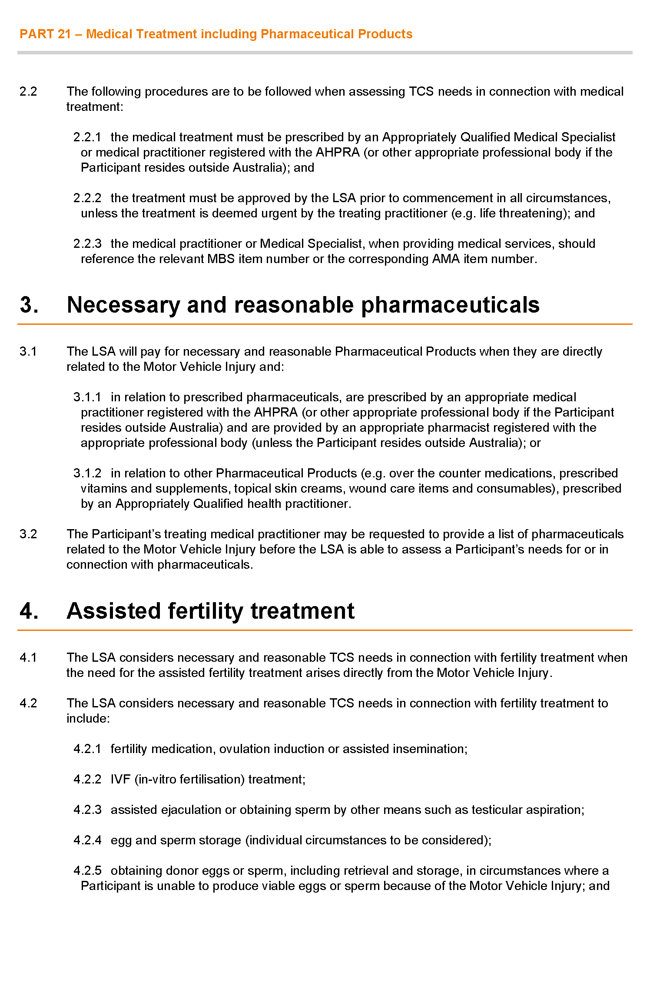 PART 21 – Medical Treatment including Pharmaceutical Products
2.2 The following procedures are to be followed when assessing TCS needs in connection with medical
treatment:
2.2.1 the medical treatment must be prescribed by an Appropriately Qualified Medical Specialist
or medical practitioner registered with the AHPRA (or other appropriate professional body if the
Participant resides outside Australia); and
2.2.2 the treatment must be approved by the LSA prior to commencement in all circumstances,
unless the treatment is deemed urgent by the treating practitioner (e.g. life threatening); and
2.2.3 the medical practitioner or Medical Specialist, when providing medical services, should
reference the relevant MBS item number or the corresponding AMA item number.
3. Necessary and reasonable pharmaceuticals
3.1 The LSA will pay for necessary and reasonable Pharmaceutical Products when they are directly
related to the Motor Vehicle Injury and:
3.1.1 in relation to prescribed pharmaceuticals, are prescribed by an appropriate medical
practitioner registered with the AHPRA (or other appropriate professional body if the Participant
resides outside Australia) and are provided by an appropriate pharmacist registered with the
appropriate professional body (unless the Participant resides outside Australia); or
3.1.2 in relation to other Pharmaceutical Products (e.g. over the counter medications, prescribed
vitamins and supplements, topical skin creams, wound care items and consumables), prescribed
by an Appropriately Qualified health practitioner.
3.2 The Participant’s treating medical practitioner may be requested to provide a list of pharmaceuticals
related to the Motor Vehicle Injury before the LSA is able to assess a Participant’s needs for or in
connection with pharmaceuticals.
4. Assisted fertility treatment
4.1 The LSA considers necessary and reasonable TCS needs in connection with fertility treatment when
the need for the assisted fertility treatment arises directly from the Motor Vehicle Injury.
4.2 The LSA considers necessary and reasonable TCS needs in connection with fertility treatment to
include:
4.2.1 fertility medication, ovulation induction or assisted insemination;
4.2.2 IVF (in-vitro fertilisation) treatment;
4.2.3 assisted ejaculation or obtaining sperm by other means such as testicular aspiration;
4.2.4 egg and sperm storage (individual circumstances to be considered);
4.2.5 obtaining donor eggs or sperm, including retrieval and storage, in circumstances where a
Participant is unable to produce viable eggs or sperm because of the Motor Vehicle Injury; and